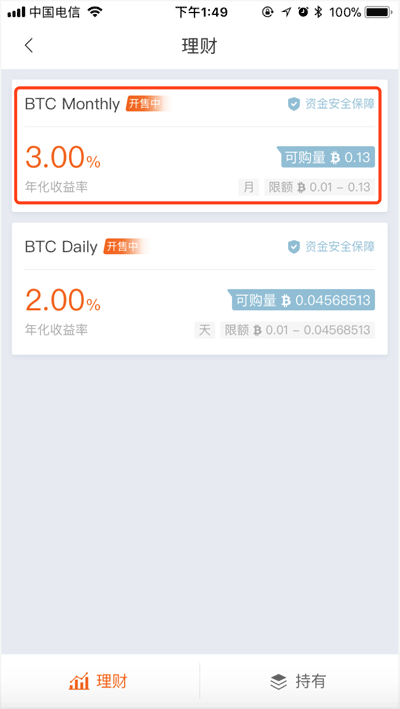 中国电信 下午1:49 100%
理财
BTC Monthly 开售中 资金安全保障
3.00% 可购量 ₿ 0.13
年化收益率 月 限额 ₿ 0.01 - 0.13
BTC Daily 开售中 资金安全保障
2.00% 可购量 ₿ 0.04568513
年化收益率 天 限额 ₿ 0.01 - 0.04568513
理财 持有